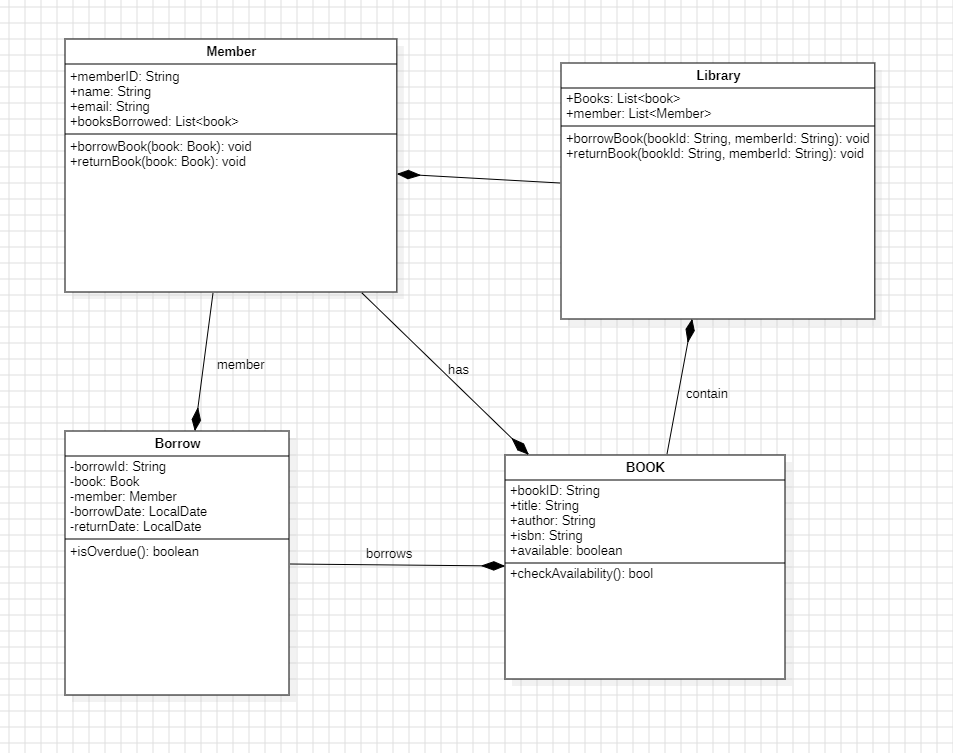 Member
+memberID: String
+name: String
+email: String
+booksBorrowed: List<book>
+borrowBook(book: Book): void
+returnBook(book: Book): void
Library
+Books: List<book>
+member: List<Member>
+borrowBook(bookId: String, memberId: String): void
+returnBook(bookId: String, memberId: String): void
member
has
contain
Borrow
-borrowId: String
-book: Book
-member: Member
-borrowDate: LocalDate
-returnDate: LocalDate
+isOverdue(): boolean
borrows
BOOK
+bookID: String
+title: String
+author: String
+isbn: String
+available: boolean
+checkAvailability(): bool